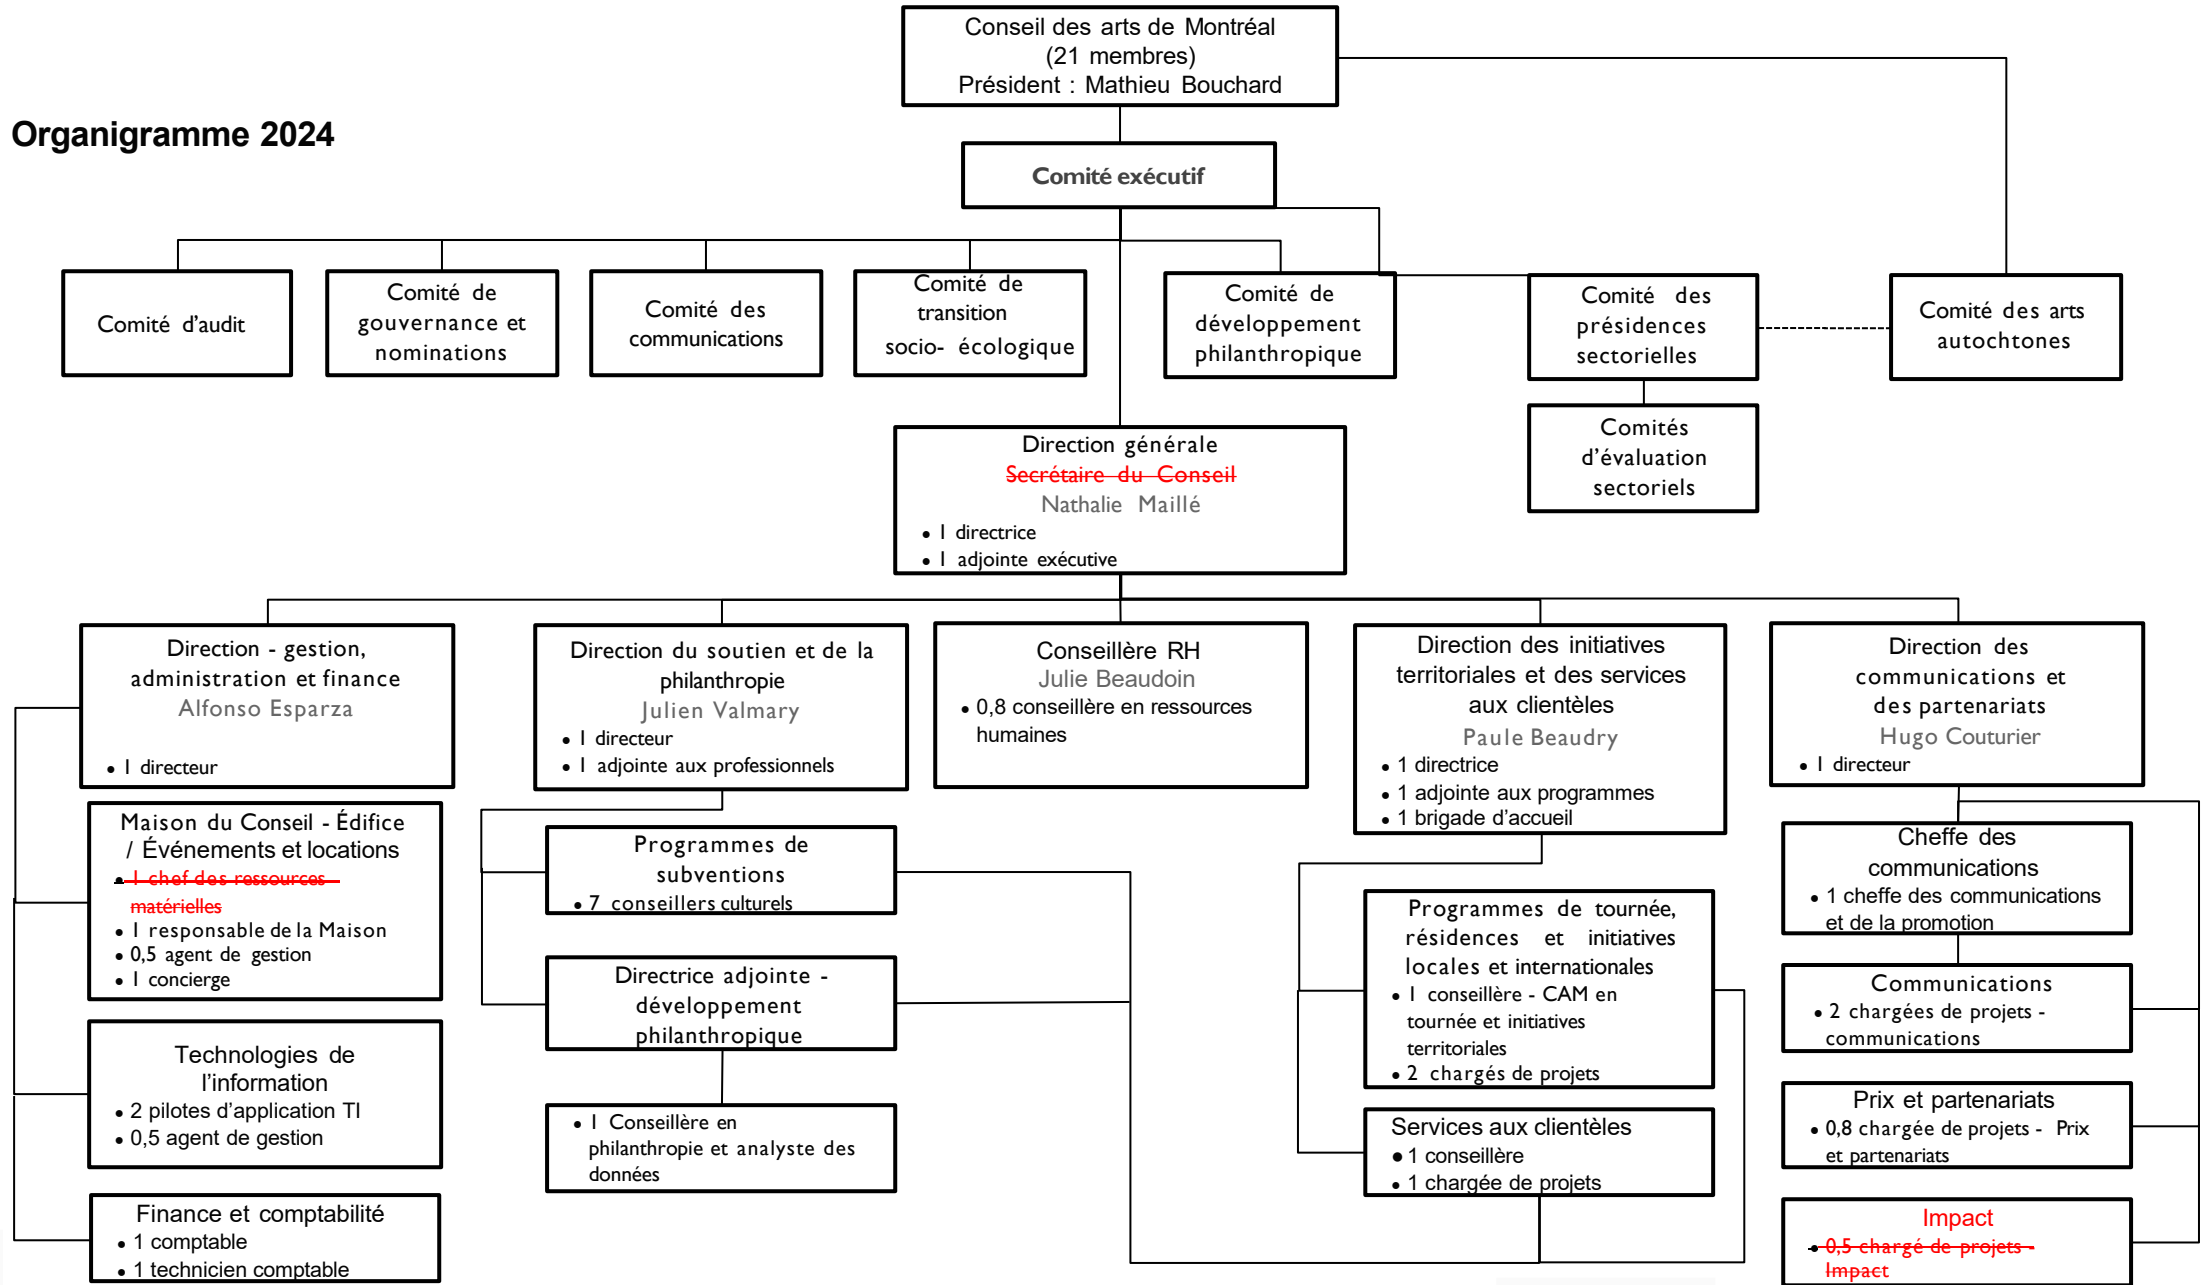 Conseil des arts de Montréal
(21 membres)
Président : Mathieu Bouchard
Organigramme 2024
Comité exécutif
Comité d’audit
Comité de
gouvernance et
nominations
Comité des
communications
Comité de
transition
socio- écologique
Comité de
développement
philanthropique
Comité des
présidences
sectorielles
Comité des arts
autochtones
Comités
d’évaluation
sectoriels
Direction générale
Secrétaire du Conseil
Nathalie Maillé
• 1 directrice
• 1 adjointe exécutive
Direction - gestion,
administration et finance
Alfonso Esparza
• 1 directeur
Direction du soutien et de la
philanthropie
Julien Valmary
• 1 directeur
• 1 adjointe aux professionnels
Conseillère RH
Julie Beaudoin
• 0,8 conseillère en ressources
humaines
Direction des initiatives
territoriales et des services
aux clientèles
Paule Beaudry
• 1 directrice
• 1 adjointe aux programmes
• 1 brigade d’accueil
Direction des
communications et
des partenariats
Hugo Couturier
• 1 directeur
Maison du Conseil - Édifice
/ Événements et locations
• 1 chef des ressources
matérielles
• 1 responsable de la Maison
• 0,5 agent de gestion
• 1 concierge
Technologies de
l’information
• 2 pilotes d’application TI
• 0,5 agent de gestion
Finance et comptabilité
• 1 comptable
• 1 technicien comptable
Programmes de
subventions
• 7 conseillers culturels
Directrice adjointe -
développement
philanthropique
• 1 Conseillère en
philanthropie et analyste des
données
Programmes de tournée,
résidences et initiatives
locales et internationales
• 1 conseillère - CAM en
tournée et initiatives
territoriales
• 2 chargés de projets
Services aux clientèles
• 1 conseillère
• 1 chargée de projets
Cheffe des
communications
• 1 cheffe des communications
et de la promotion
Communications
• 2 chargées de projets -
communications
Prix et partenariats
• 0,8 chargée de projets - Prix
et partenariats
Impact
• 0,5 chargé de projets -
Impact